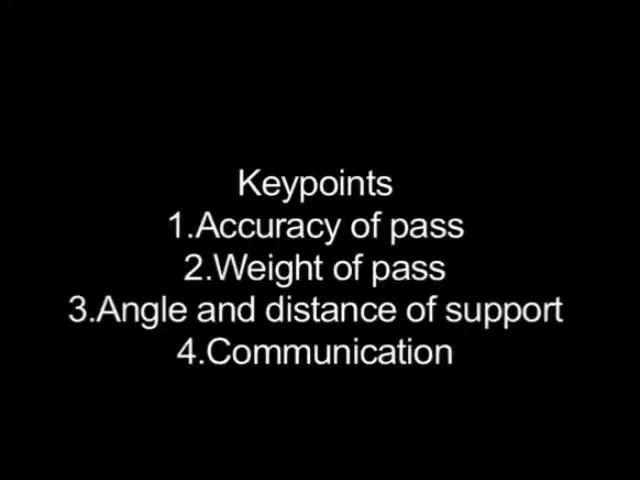 Keypoints
1.Accuracy of pass
2.Weight of pass
3.Angle and distance of support
4.Communication